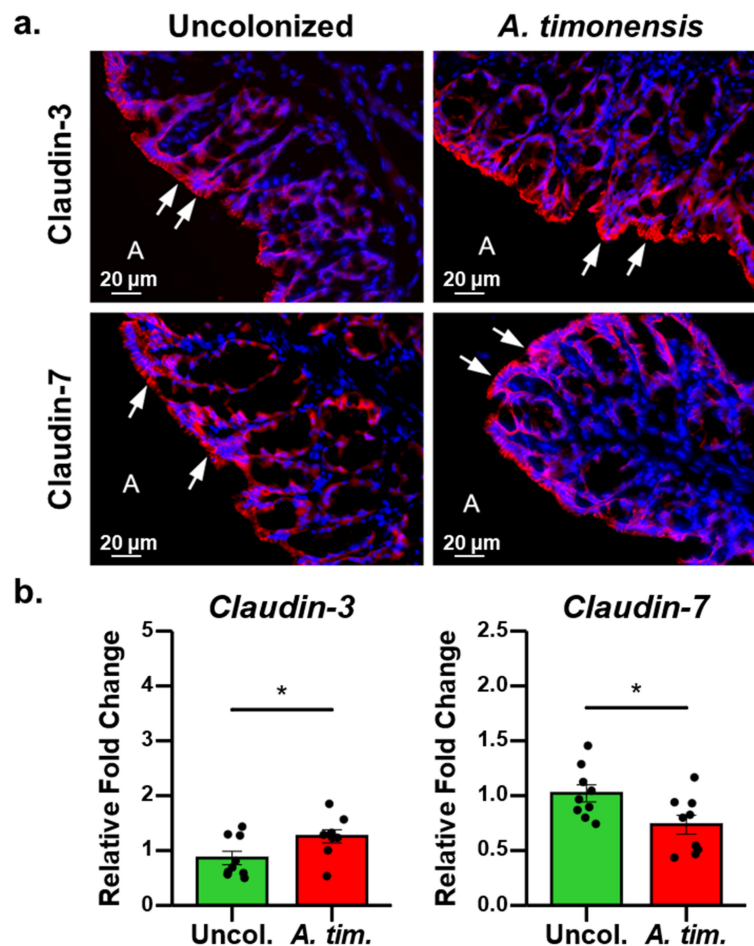 a.
Uncolonized
A. timonensis
Claudin-3
A
20 µm
A
20 µm
Claudin-7
A
20 µm
A
20 µm
b.
Claudin-3
Relative Fold Change
5
4
3
2
1
0
*
Uncol.
A. tim.
Claudin-7
Relative Fold Change
2.5
2.0
1.5
1.0
0.5
0.0
*
Uncol.
A. tim.